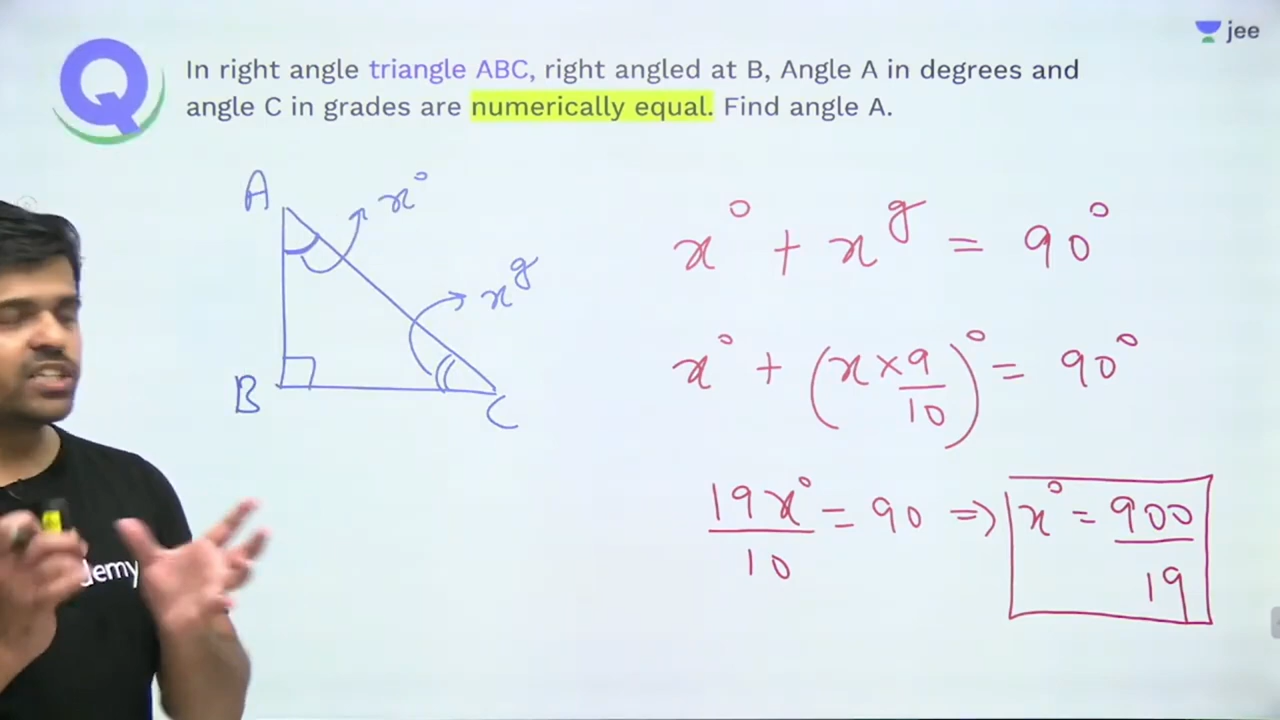 jee
Q
In right angle triangle ABC, right angled at B, Angle A in degrees and
angle C in grades are numerically equal. Find angle A.
A
x°
x^g
B
C
x° + x^g = 90°
x° + (x × 9/10)° = 90°
19x°/10 = 90 => x° = 900/19
demy